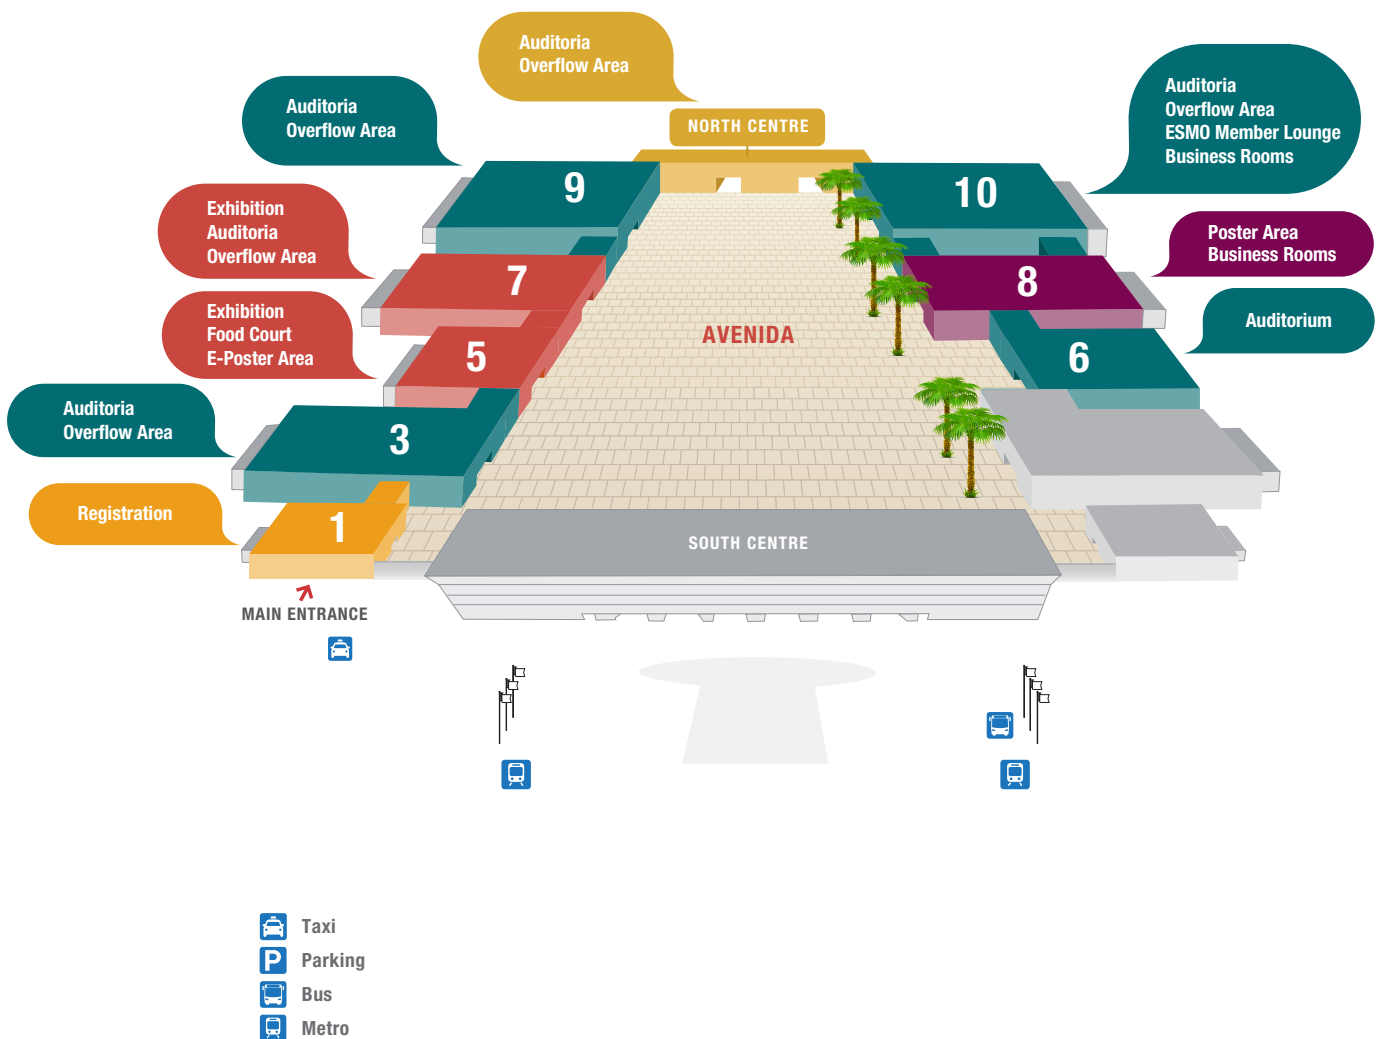 Auditoria
Overflow Area
NORTH CENTRE
Auditoria
Overflow Area
9
Auditoria
Overflow Area
ESMO Member Lounge
Business Rooms
10
Exhibition
Auditoria
Overflow Area
7
Poster Area
Business Rooms
8
Exhibition
Food Court
E-Poster Area
5
AVENIDA
Auditorium
6
Auditoria
Overflow Area
3
Registration
1
SOUTH CENTRE
MAIN ENTRANCE
Taxi
P Parking
Bus
Metro